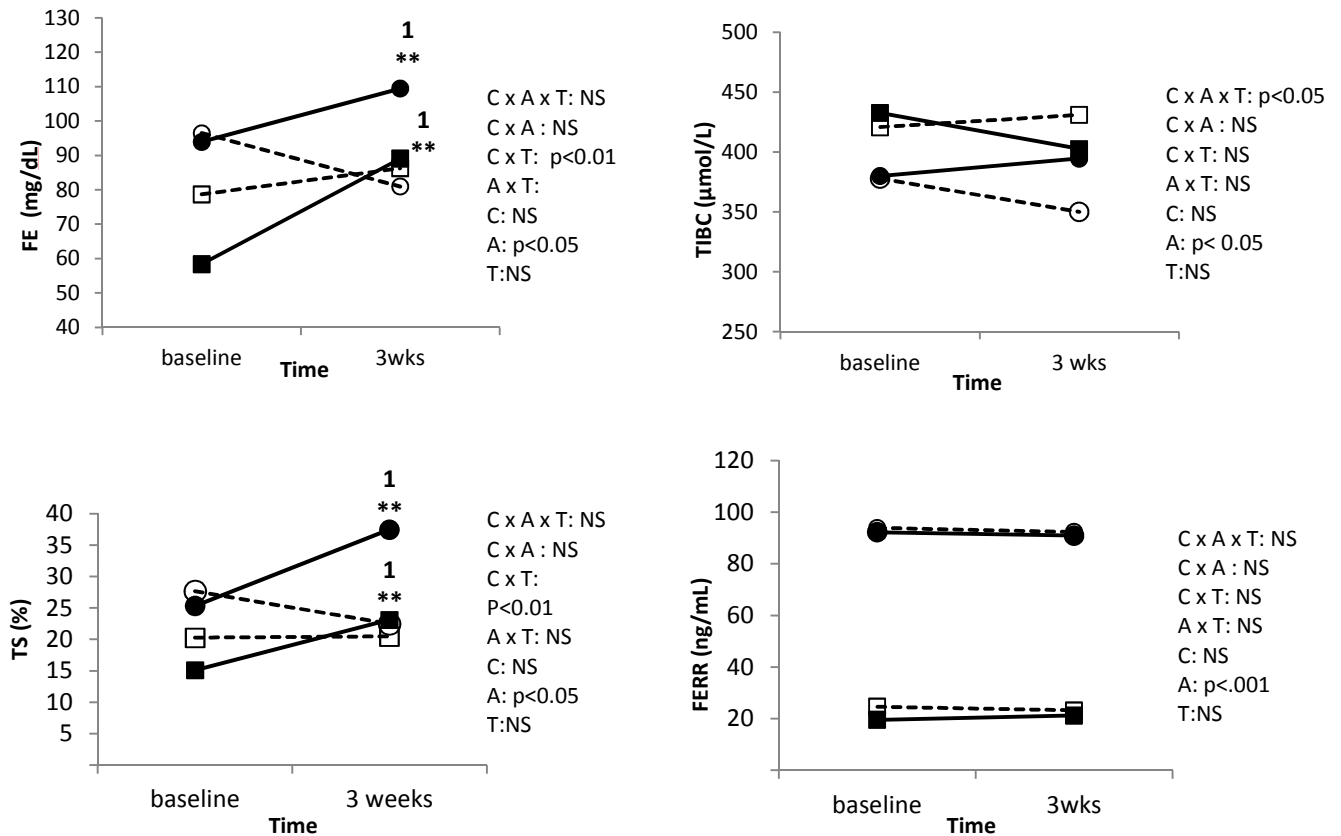 FE (mg/dL)
130
120
110
100
90
80
70
60
50
40
1
**
1
**
baseline
3wks
Time
C x A x T: NS
C x A : NS
C x T: p<0.01
A x T:
C: NS
A: p<0.05
T:NS
TIBC (µmol/L)
500
450
400
350
300
250
baseline
3 wks
Time
C x A x T: p<0.05
C x A : NS
C x T: NS
A x T: NS
C: NS
A: p< 0.05
T:NS
TS (%)
40
35
30
25
20
15
10
5
1
**
1
**
baseline
3 weeks
Time
C x A x T: NS
C x A : NS
C x T:
P<0.01
A x T: NS
C: NS
A: p<0.05
T:NS
FERR (ng/mL)
120
100
80
60
40
20
baseline
3wks
Time
C x A x T: NS
C x A : NS
C x T: NS
A x T: NS
C: NS
A: p<.001
T:NS